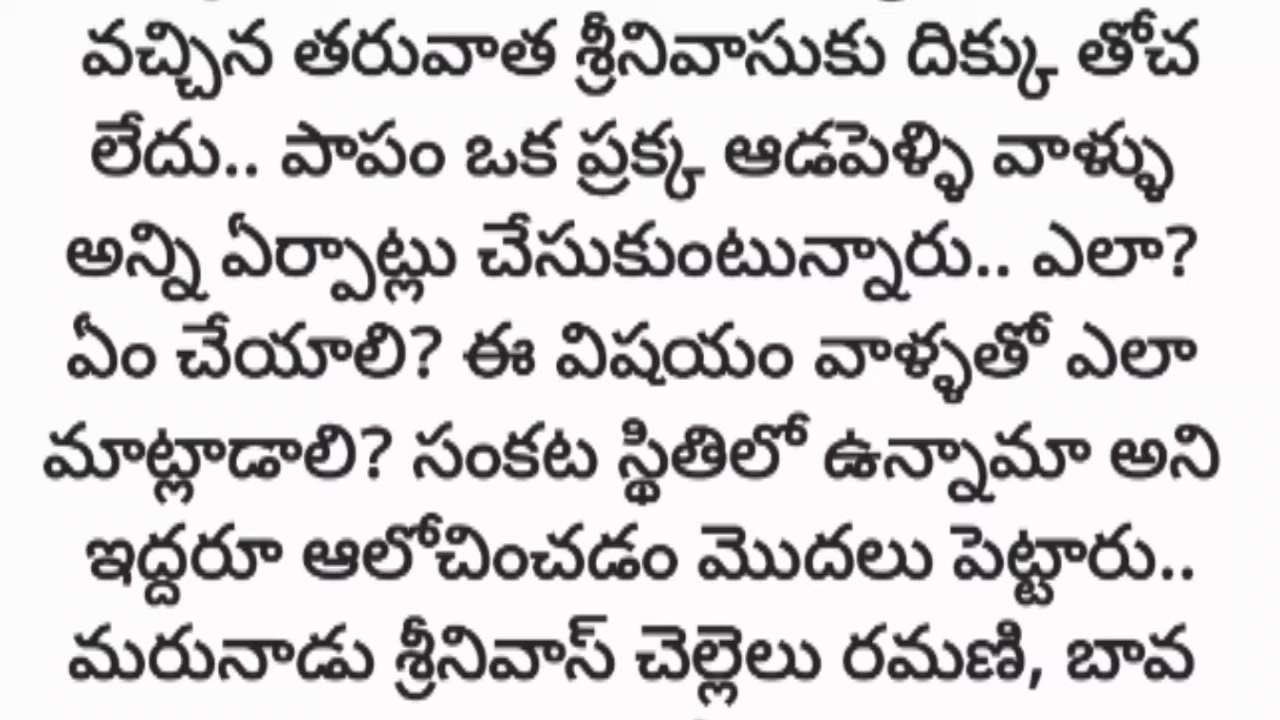 వచ్చిన తరువాత శ్రీనివాసుకు దిక్కు తోచ
లేదు.. పాపం ఒక ప్రక్క ఆడపెళ్ళి వాళ్ళు
అన్ని ఏర్పాట్లు చేసుకుంటున్నారు.. ఎలా?
ఏం చేయాలి? ఈ విషయం వాళ్ళతో ఎలా
మాట్లాడాలి? సంకట స్థితిలో ఉన్నామా అని
ఇద్దరూ ఆలోచించడం మొదలు పెట్టారు..
మరునాడు శ్రీనివాస్ చెల్లెలు రమణి, బావ